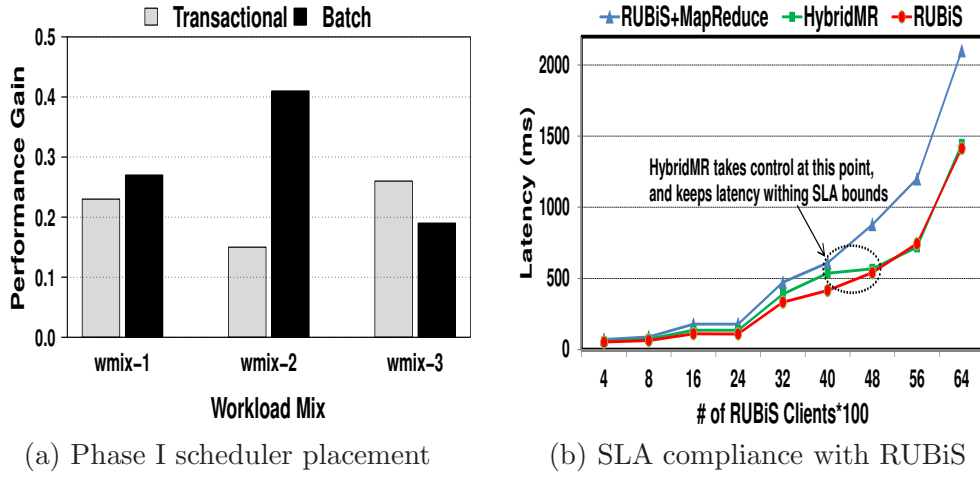 Transactional Batch
0.5
0.4
0.3
0.2
0.1
0.0
Performance Gain
wmix-1 wmix-2 wmix-3
Workload Mix
(a) Phase I scheduler placement
RUBiS+MapReduce HybridMR RUBiS
2000
1500
1000
500
0
Latency (ms)
HybridMR takes control at this point,
and keeps latency withing SLA bounds
4 8 16 24 32 40 48 56 64
# of RUBiS Clients*100
(b) SLA compliance with RUBiS